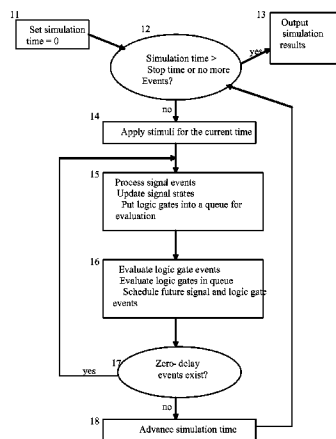 11
Set simulation
time = 0
12
Simulation time >
Stop time or no more
Events?
13
Output
simulation
results
yes
no
14
Apply stimuli for the current time
15
Process signal events
Update signal states
Put logic gates into a queue for
evaluation
16
Evaluate logic gate events
Evaluate logic gates in queue
Schedule future signal and logic gate
events
17
Zero- delay
events exist?
yes
no
18
Advance simulation time